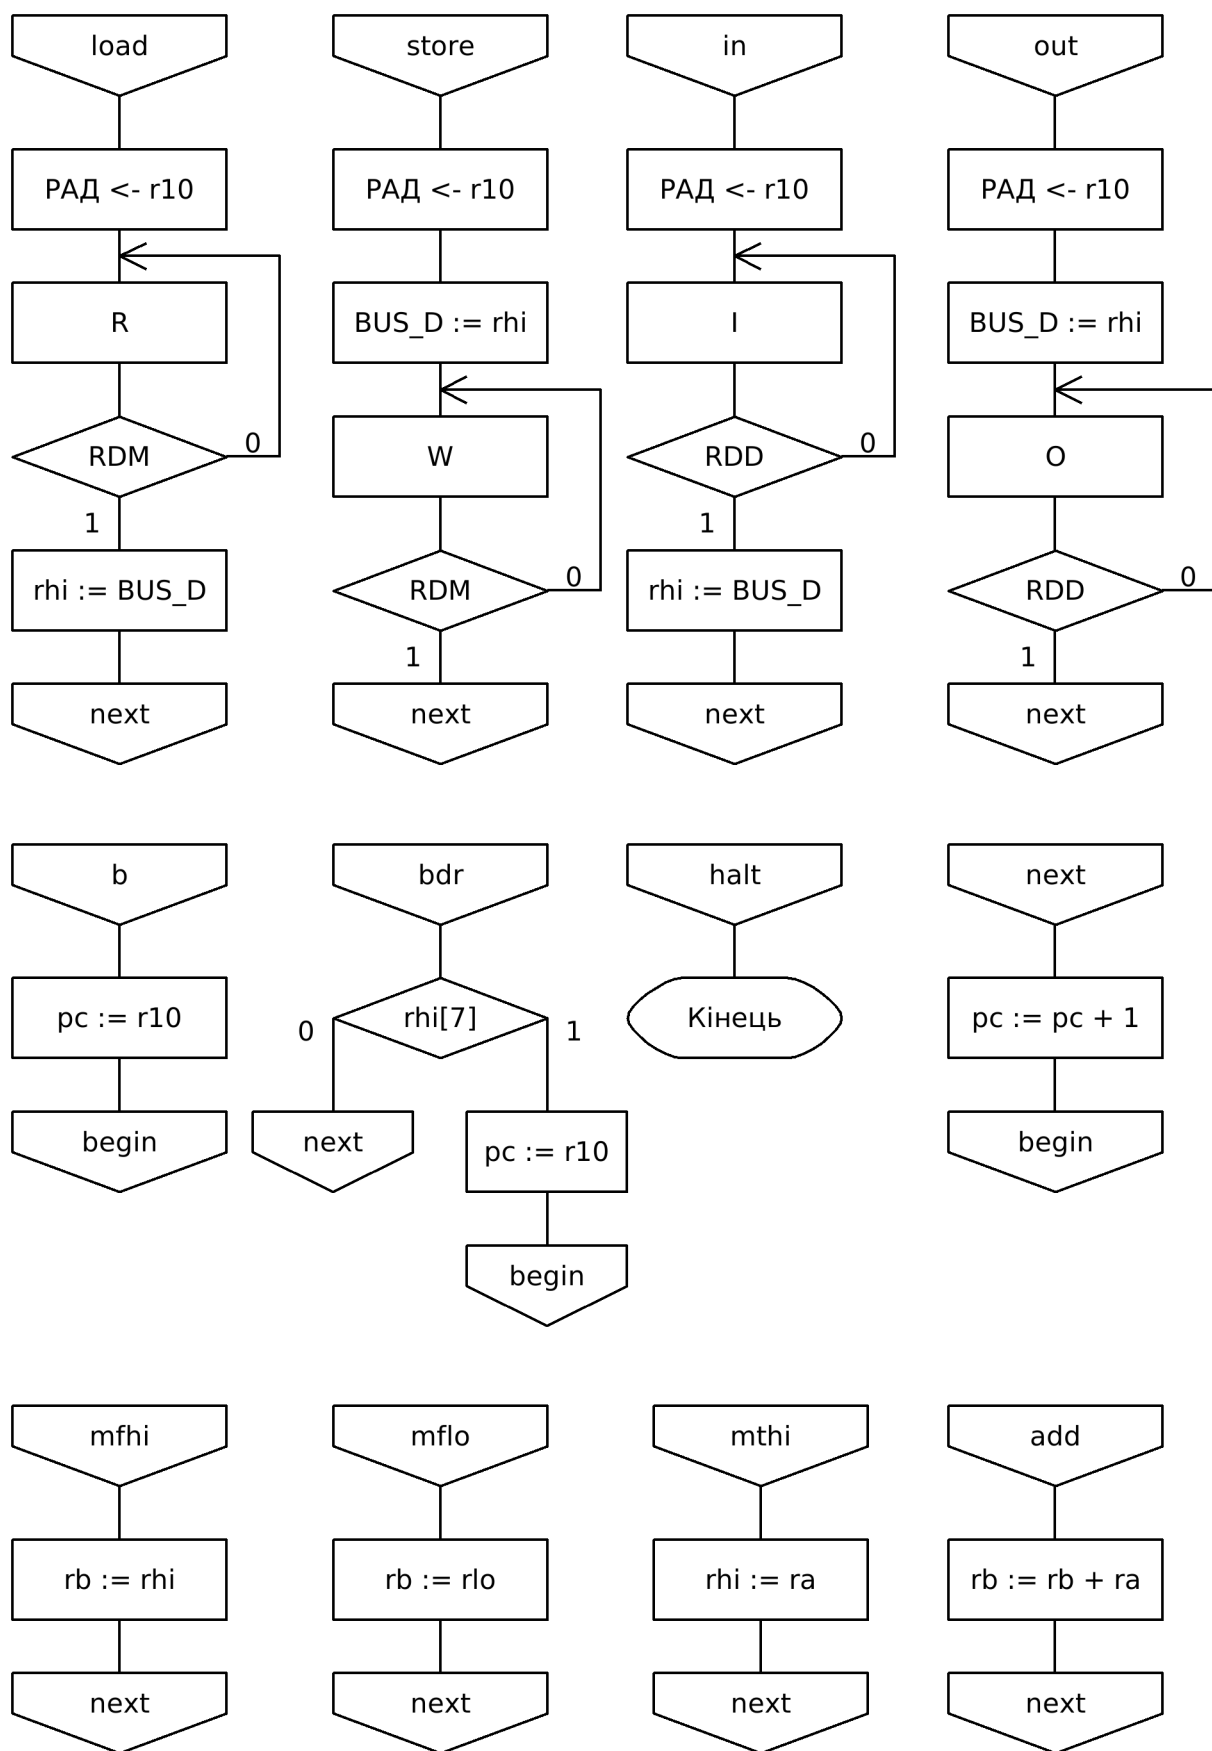 load
store
in
out
РАД <- r10
РАД <- r10
РАД <- r10
РАД <- r10
R
BUS_D := rhi
I
BUS_D := rhi
RDM
0
W
RDD
0
O
1
1
rhi := BUS_D
RDM
0
rhi := BUS_D
RDD
0
1
1
next
next
next
next
b
bdr
halt
next
pc := r10
0
rhi[7]
1
Кінець
pc := pc + 1
begin
next
pc := r10
begin
begin
mfhi
mflo
mthi
add
rb := rhi
rb := rlo
rhi := ra
rb := rb + ra
next
next
next
next